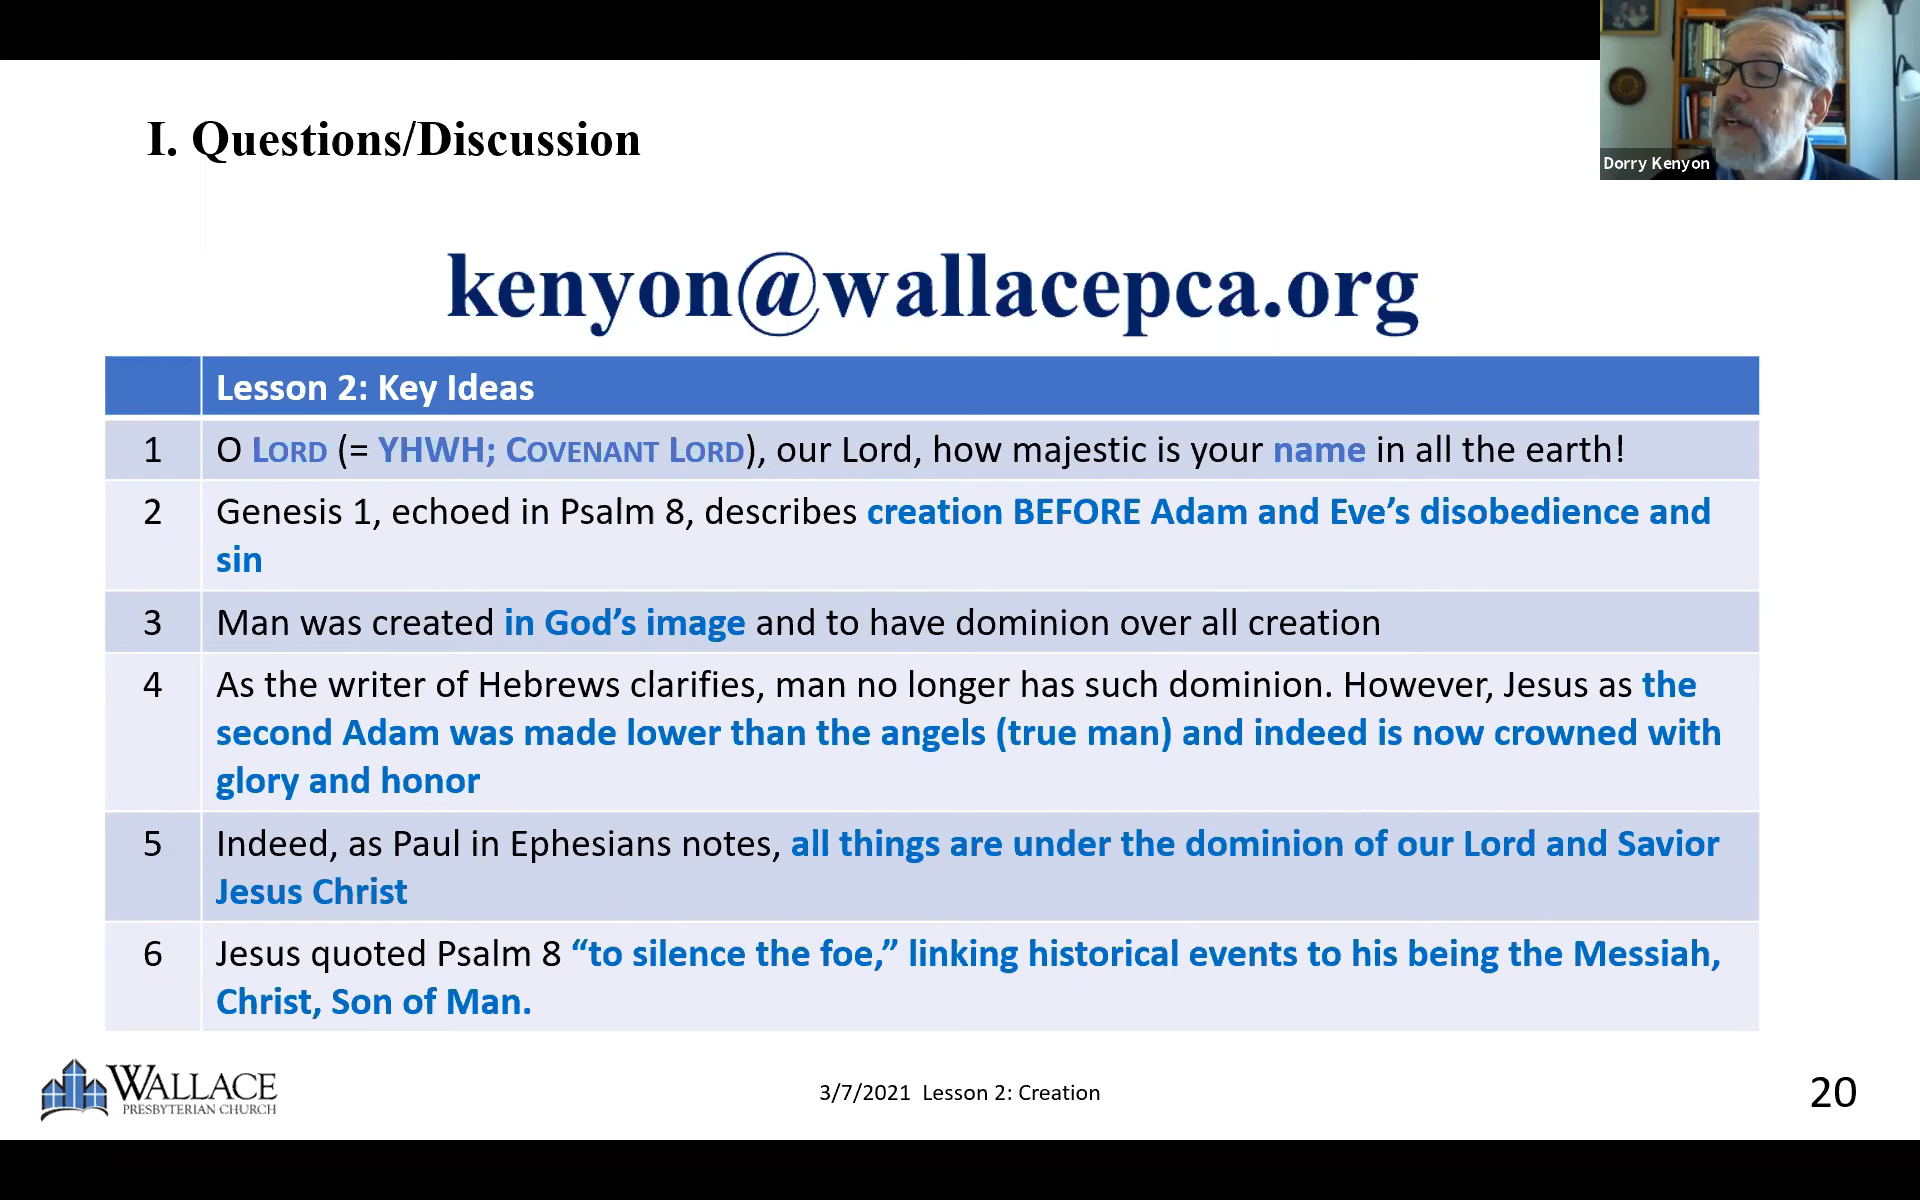 I. Questions/Discussion
Dorry Kenyon
kenyon@wallacepca.org
Lesson 2: Key Ideas
1 O LORD (= YHWH; COVENANT LORD), our Lord, how majestic is your name in all the earth!
2 Genesis 1, echoed in Psalm 8, describes creation BEFORE Adam and Eve’s disobedience and
sin
3 Man was created in God’s image and to have dominion over all creation
4 As the writer of Hebrews clarifies, man no longer has such dominion. However, Jesus as the
second Adam was made lower than the angels (true man) and indeed is now crowned with
glory and honor
5 Indeed, as Paul in Ephesians notes, all things are under the dominion of our Lord and Savior
Jesus Christ
6 Jesus quoted Psalm 8 “to silence the foe,” linking historical events to his being the Messiah,
Christ, Son of Man.
WALLACE
PRESBYTERIAN CHURCH
3/7/2021 Lesson 2: Creation
20